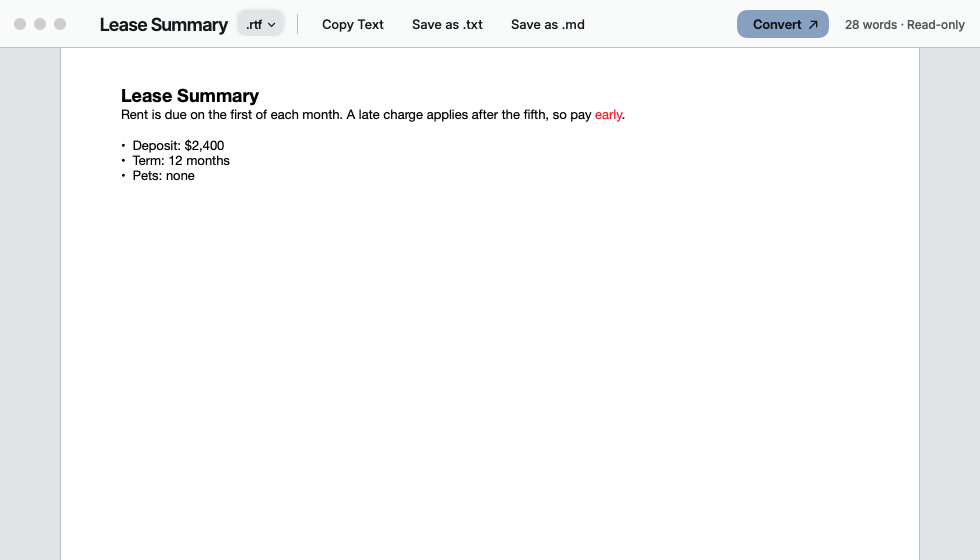 Lease Summary .rtf Copy Text Save as .txt Save as .md Convert 28 words · Read-only
Lease Summary
Rent is due on the first of each month. A late charge applies after the fifth, so pay early.
• Deposit: $2,400
• Term: 12 months
• Pets: none